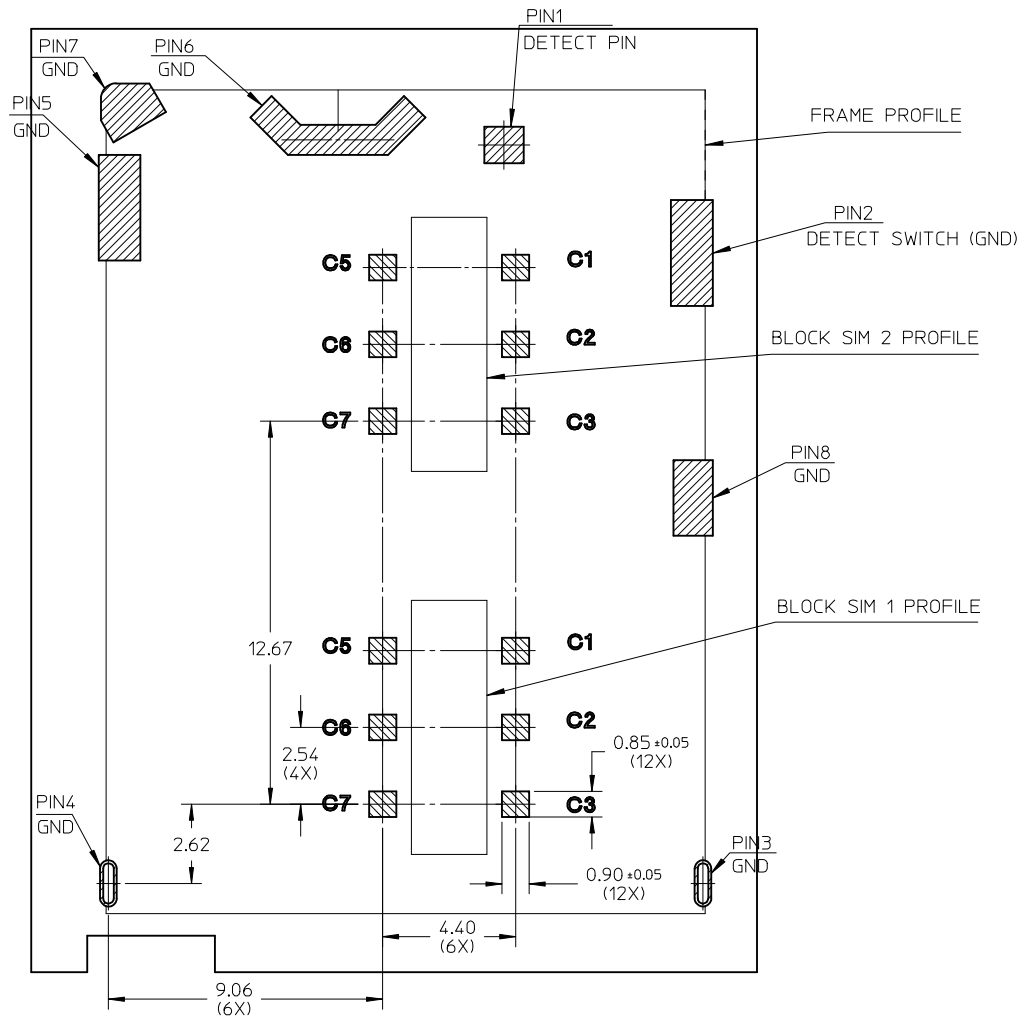 PIN1
DETECT PIN
PIN7
GND
PIN6
GND
PIN5
GND
FRAME PROFILE
PIN2
DETECT SWITCH (GND)
C5
C1
C6
C2
BLOCK SIM 2 PROFILE
C7
C3
PIN8
GND
BLOCK SIM 1 PROFILE
12.67
C5
C1
C6
C2
2.54
(4X)
0.85 ±0.05
(12X)
C7
C3
PIN4
GND
2.62
PIN3
GND
0.90 ±0.05
(12X)
4.40
(6X)
9.06
(6X)